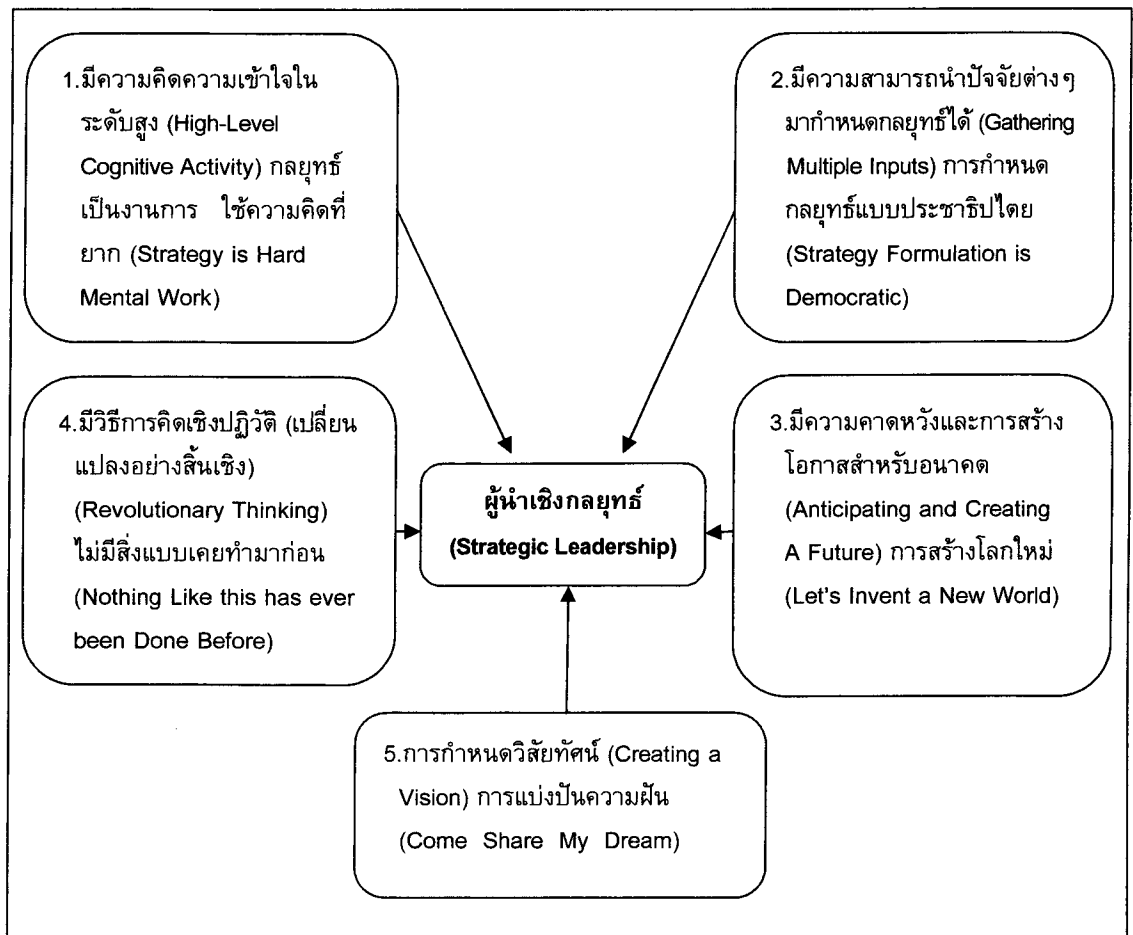 1.มีความคิดความเข้าใจใน
ระดับสูง (High-Level
Cognitive Activity) กลยุทธ์
เป็นงานการ ใช้ความคิดที่
ยาก (Strategy is Hard
Mental Work)
2.มีความสามารถนำปัจจัยต่างๆ
มากำหนดกลยุทธ์ได้ (Gathering
Multiple Inputs) การกำหนด
กลยุทธ์แบบประชาธิปไตย
(Strategy Formulation is
Democratic)
4.มีวิธีการคิดเชิงปฏิวัติ (เปลี่ยน
แปลงอย่างสิ้นเชิง)
(Revolutionary Thinking)
ไม่มีสิ่งแบบเคยทำมาก่อน
(Nothing Like this has ever
been Done Before)
ผู้นำเชิงกลยุทธ์
(Strategic Leadership)
3.มีความคาดหวังและการสร้าง
โอกาสสำหรับอนาคต
(Anticipating and Creating
A Future) การสร้างโลกใหม่
(Let's Invent a New World)
5.การกำหนดวิสัยทัศน์ (Creating a
Vision) การแบ่งปันความฝัน
(Come Share My Dream)